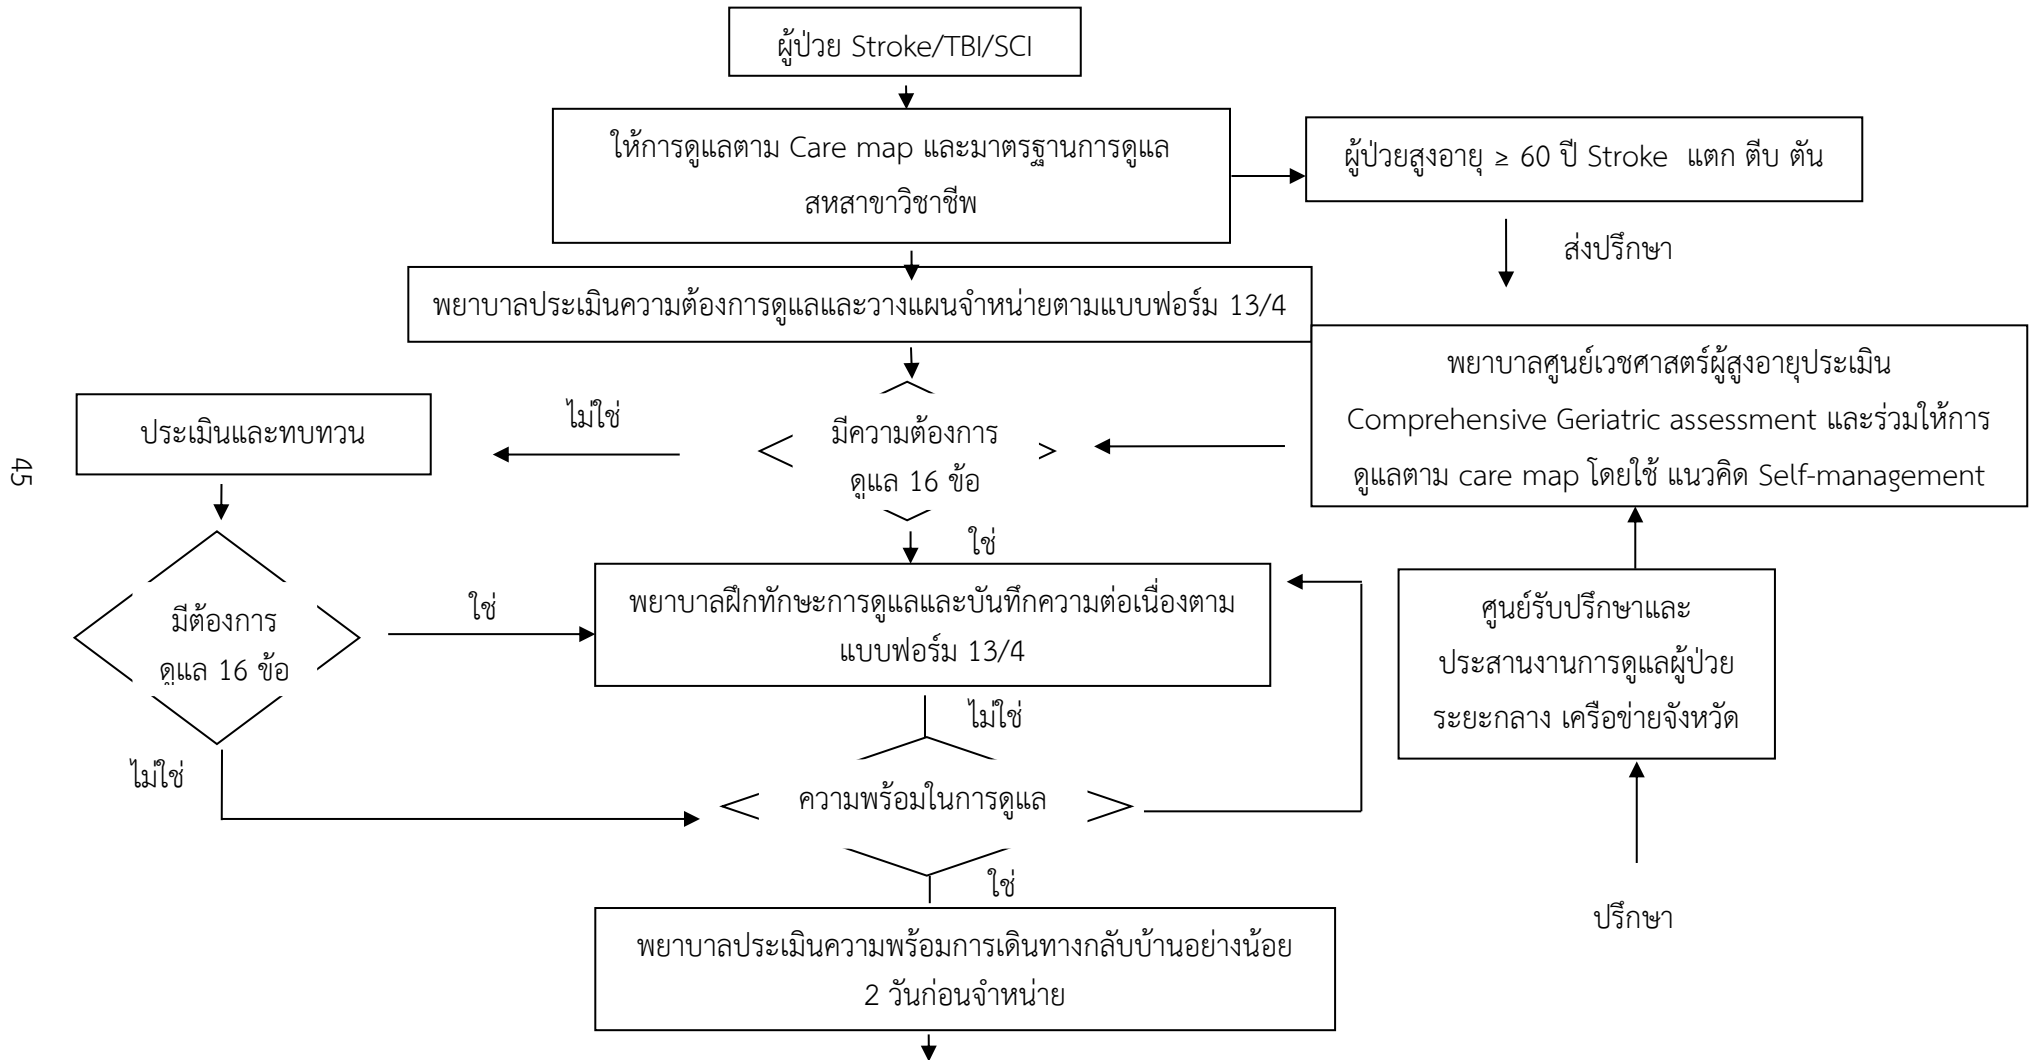 ผู้ป่วย Stroke/TBI/SCI
ให้การดูแลตาม Care map และมาตรฐานการดูแล
สหสาขาวิชาชีพ
ผู้ป่วยสูงอายุ ≥ 60 ปี Stroke แตก ตีบ ตัน
ส่งปรึกษา
พยาบาลประเมินความต้องการดูแลและวางแผนจำหน่ายตามแบบฟอร์ม 13/4
พยาบาลศูนย์เวชศาสตร์ผู้สูงอายุประเมิน
Comprehensive Geriatric assessment และร่วมให้การ
ดูแลตาม care map โดยใช้ แนวคิด Self-management
มีความต้องการ
ดูแล 16 ข้อ
ไม่ใช่
ประเมินและทบทวน
45
ใช่
มีต้องการ
ดูแล 16 ข้อ
ใช่
พยาบาลฝึกทักษะการดูแลและบันทึกความต่อเนื่องตาม
แบบฟอร์ม 13/4
ศูนย์รับปรึกษาและ
ประสานงานการดูแลผู้ป่วย
ระยะกลาง เครือข่ายจังหวัด
ไม่ใช่
ไม่ใช่
ความพร้อมในการดูแล
ใช่
ปรึกษา
พยาบาลประเมินความพร้อมการเดินทางกลับบ้านอย่างน้อย
2 วันก่อนจำหน่าย